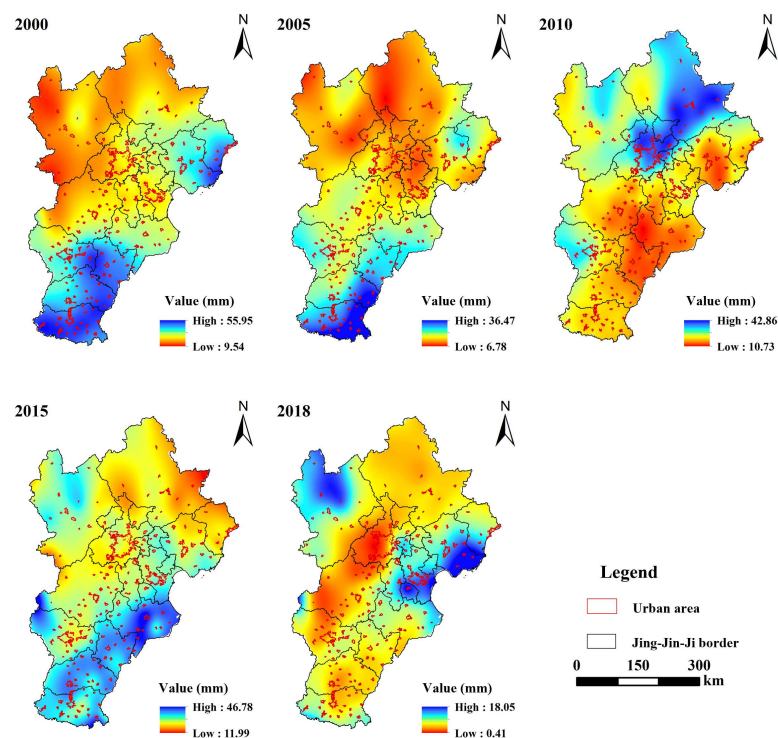 2000
N
2005
N
2010
N
Value (mm)
High : 55.95
Low : 9.54
Value (mm)
High : 36.47
Low : 6.78
Value (mm)
High : 42.86
Low : 10.73
2015
N
2018
N
Value (mm)
High : 46.78
Low : 11.99
Value (mm)
High : 18.05
Low : 0.41
Legend
Urban area
Jing-Jin-Ji border
0 150 300
km